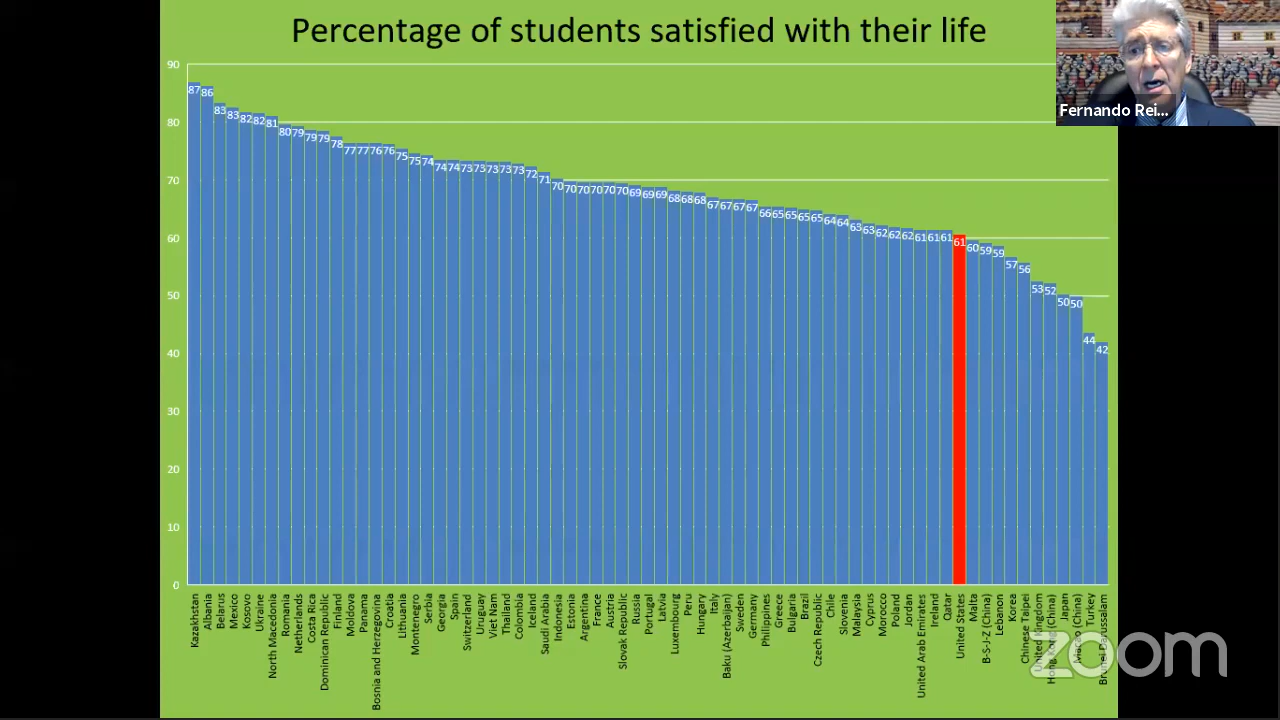 Percentage of students satisfied with their life
Fernando Rei...
90
80
70
60
50
40
30
20
10
0
87 86 83 83 82 82 81 80 79 79 79 78 77 77 76 76 75 75 74 74 74 73 73 73 73 73 72 71 70 70 70 70 70 70 69 69 69 68 68 68 67 67 67 67 66 65 65 65 65 64 64 63 63 62 62 62 61 61 61 61 60 59 59 57 56 53 52 50 50 44 42
Kazakhstan
Albania
Belarus
Mexico
Kosovo
Ukraine
North Macedonia
Romania
Netherlands
Costa Rica
Dominican Republic
Finland
Moldova
Panama
Bosnia and Herzegovina
Croatia
Lithuania
Montenegro
Serbia
Georgia
Spain
Switzerland
Uruguay
Viet Nam
Thailand
Colombia
Iceland
Saudi Arabia
Indonesia
Estonia
Argentina
France
Austria
Slovak Republic
Russia
Portugal
Latvia
Luxembourg
Peru
Hungary
Italy
Baku (Azerbaijan)
Sweden
Germany
Philippines
Greece
Bulgaria
Brazil
Czech Republic
Chile
Slovenia
Malaysia
Cyprus
Morocco
Poland
Jordan
United Arab Emirates
Ireland
Qatar
United States
Malta
B-S-J-Z (China)
Lebanon
Korea
Chinese Taipei
United Kingdom
Hong Kong (China)
Japan
Macao (China)
Turkey
Brunei Darussalam
zoom